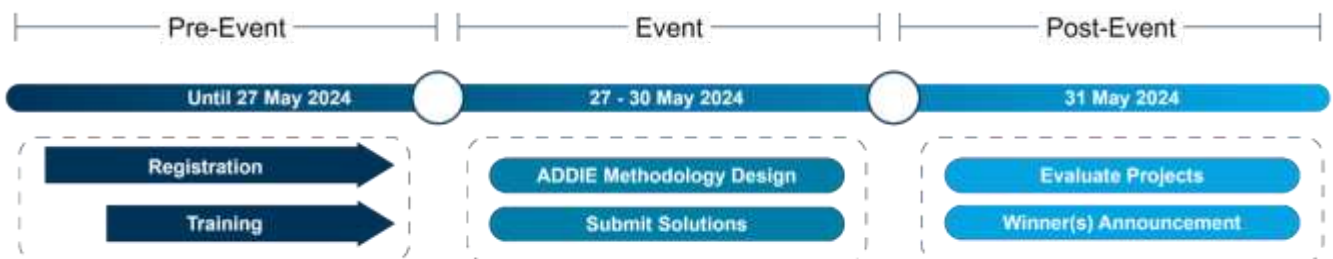 Pre-Event
Event
Post-Event
Until 27 May 2024
27 - 30 May 2024
31 May 2024
Registration
Training
ADDIE Methodology Design
Submit Solutions
Evaluate Projects
Winner(s) Announcement